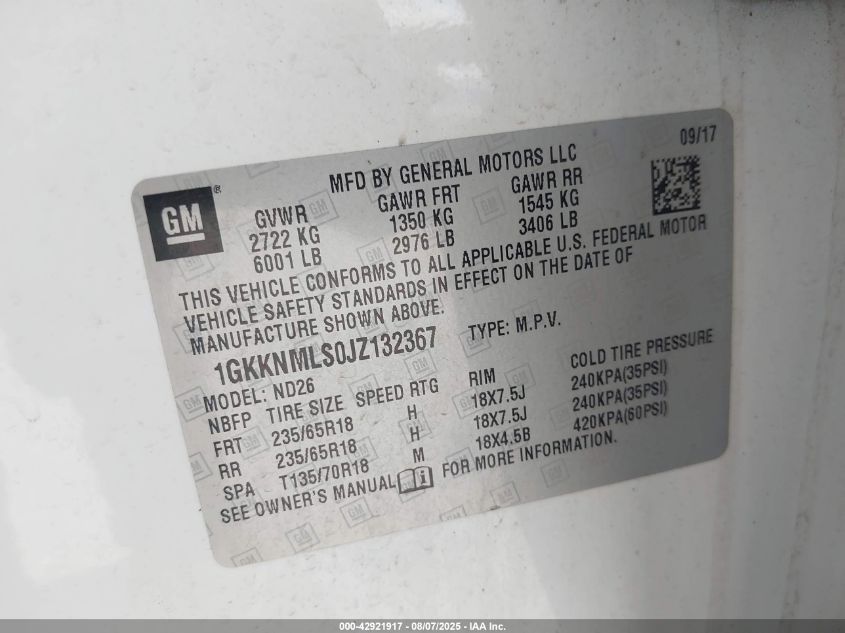 09/17
MFD BY GENERAL MOTORS LLC
GM ®
GVWR GAWR FRT GAWR RR
2722 KG 1350 KG 1545 KG
6001 LB 2976 LB 3406 LB
THIS VEHICLE CONFORMS TO ALL APPLICABLE U.S. FEDERAL MOTOR
VEHICLE SAFETY STANDARDS IN EFFECT ON THE DATE OF
MANUFACTURE SHOWN ABOVE.
1GKKNMLS0JZ132367 TYPE: M.P.V.
MODEL: ND26
NBFP TIRE SIZE SPEED RTG RIM COLD TIRE PRESSURE
FRT 235/65R18 H 18X7.5J 240KPA(35PSI)
RR 235/65R18 H 18X7.5J 240KPA(35PSI)
SPA T135/70R18 M 18X4.5B 420KPA(60PSI)
SEE OWNER'S MANUAL FOR MORE INFORMATION.
000-42921917 - 08/07/2025 - IAA Inc.